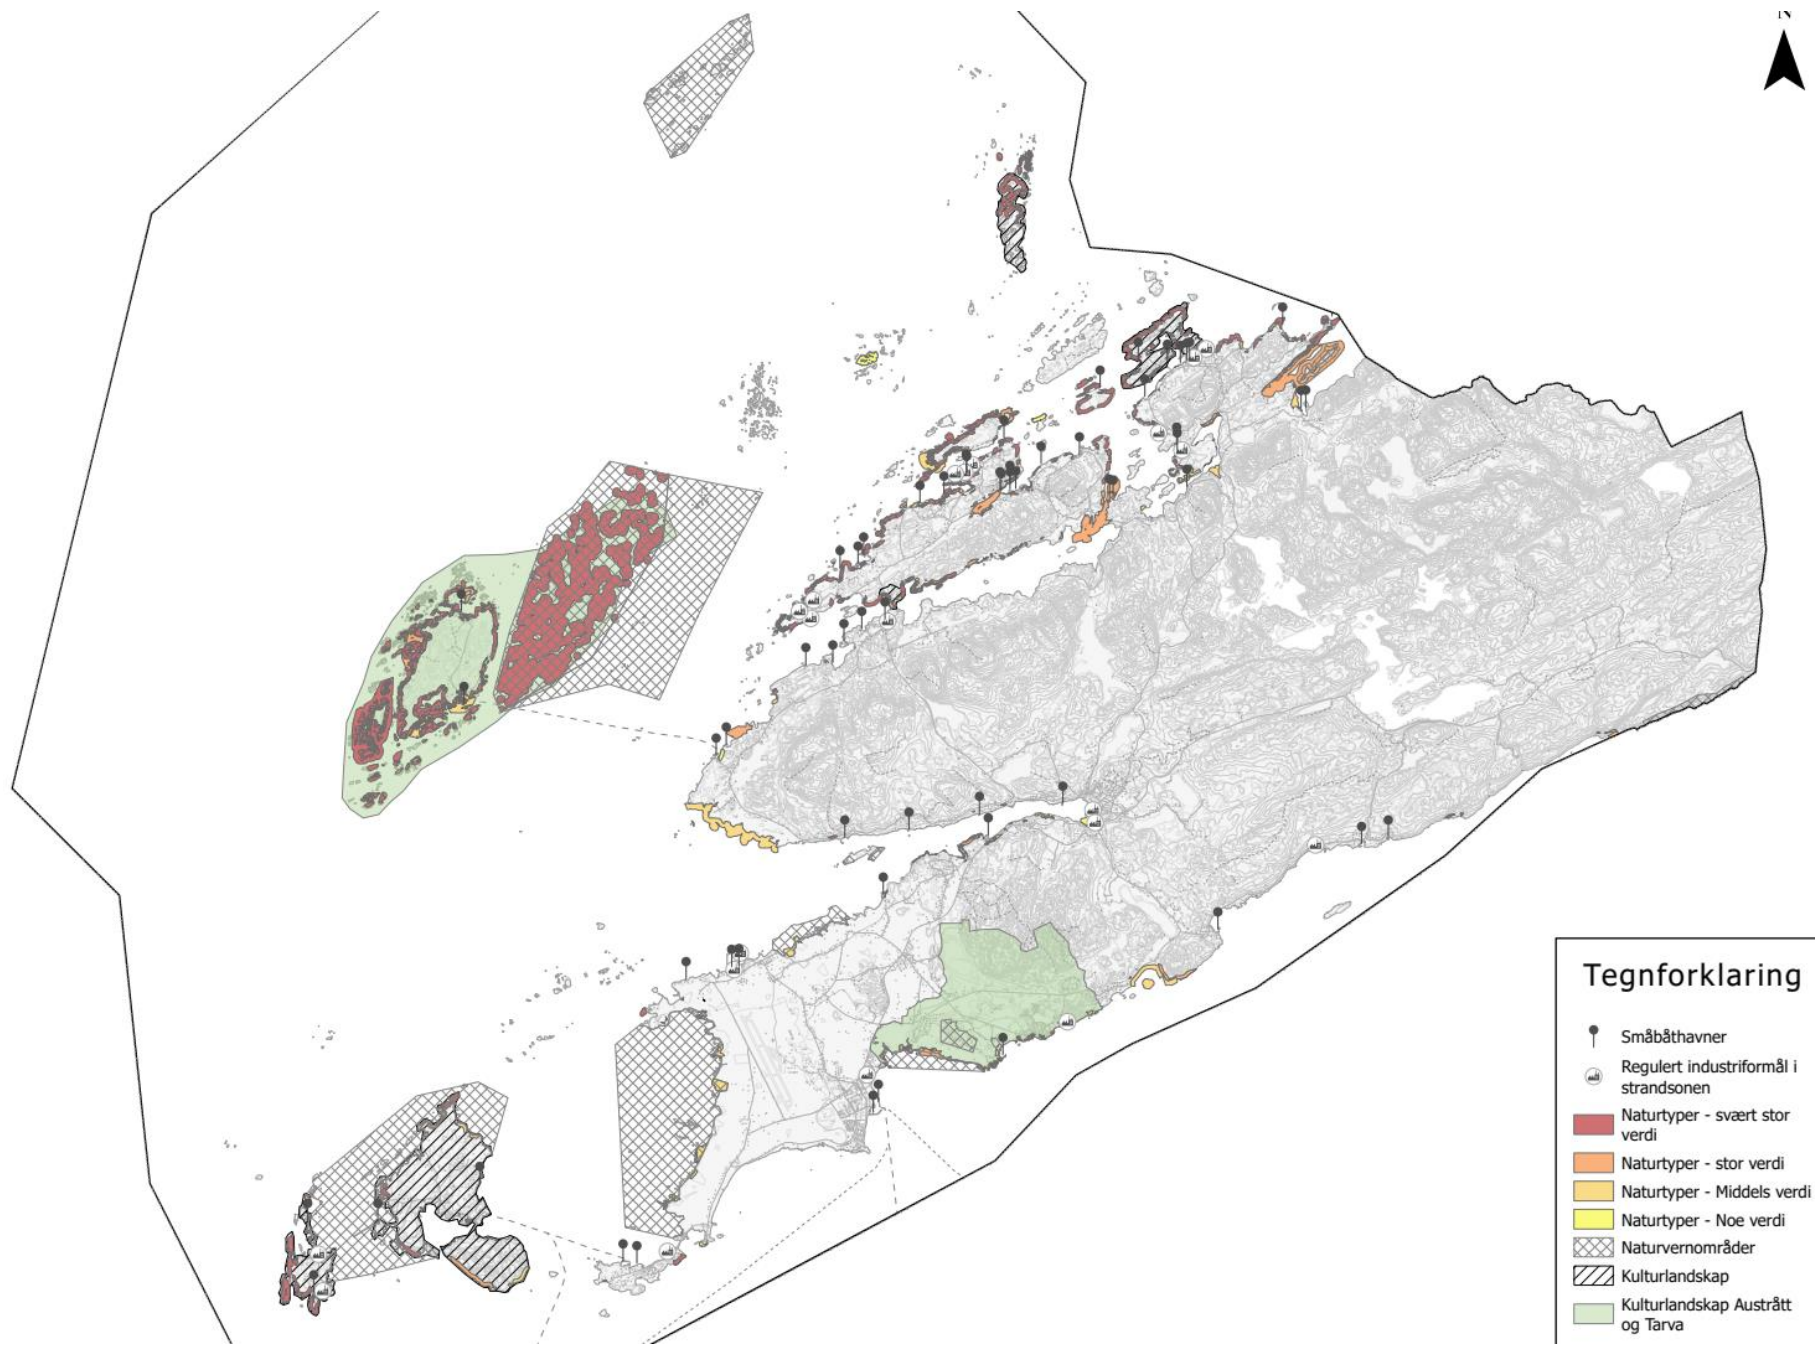 N
Tegnforklaring
Småbåthavner
Regulert industriformål i
strandsonen
Naturtyper - svært stor
verdi
Naturtyper - stor verdi
Naturtyper - Middels verdi
Naturtyper - Noe verdi
Naturvernområder
Kulturlandskap
Kulturlandskap Austrått
og Tarva